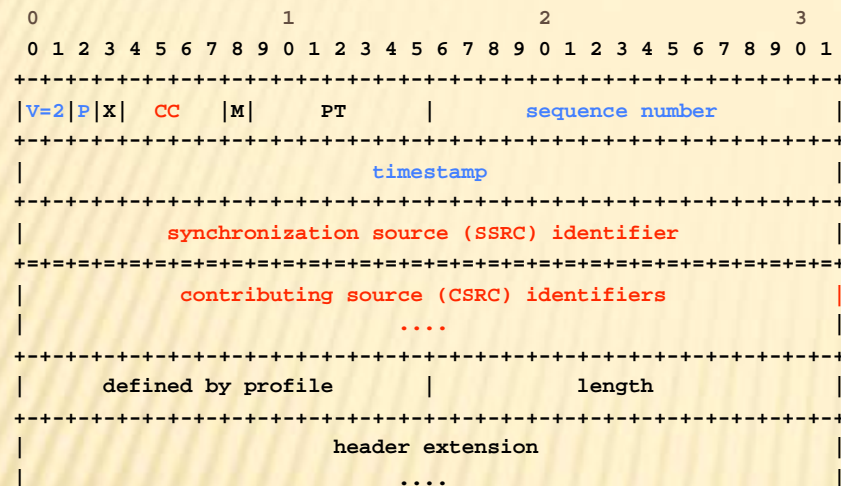 0                   1                   2                   3
0 1 2 3 4 5 6 7 8 9 0 1 2 3 4 5 6 7 8 9 0 1 2 3 4 5 6 7 8 9 0 1
+-+-+-+-+-+-+-+-+-+-+-+-+-+-+-+-+-+-+-+-+-+-+-+-+-+-+-+-+-+-+-+-+
|V=2|P|X|  CC   |M|     PT      |       sequence number         |
+-+-+-+-+-+-+-+-+-+-+-+-+-+-+-+-+-+-+-+-+-+-+-+-+-+-+-+-+-+-+-+-+
|                           timestamp                           |
+-+-+-+-+-+-+-+-+-+-+-+-+-+-+-+-+-+-+-+-+-+-+-+-+-+-+-+-+-+-+-+-+
|           synchronization source (SSRC) identifier            |
+=+=+=+=+=+=+=+=+=+=+=+=+=+=+=+=+=+=+=+=+=+=+=+=+=+=+=+=+=+=+=+=+
|            contributing source (CSRC) identifiers             |
|                             ....                              |
+-+-+-+-+-+-+-+-+-+-+-+-+-+-+-+-+-+-+-+-+-+-+-+-+-+-+-+-+-+-+-+-+
|      defined by profile       |           length              |
+-+-+-+-+-+-+-+-+-+-+-+-+-+-+-+-+-+-+-+-+-+-+-+-+-+-+-+-+-+-+-+-+
|                        header extension                       |
|                             ....                              |